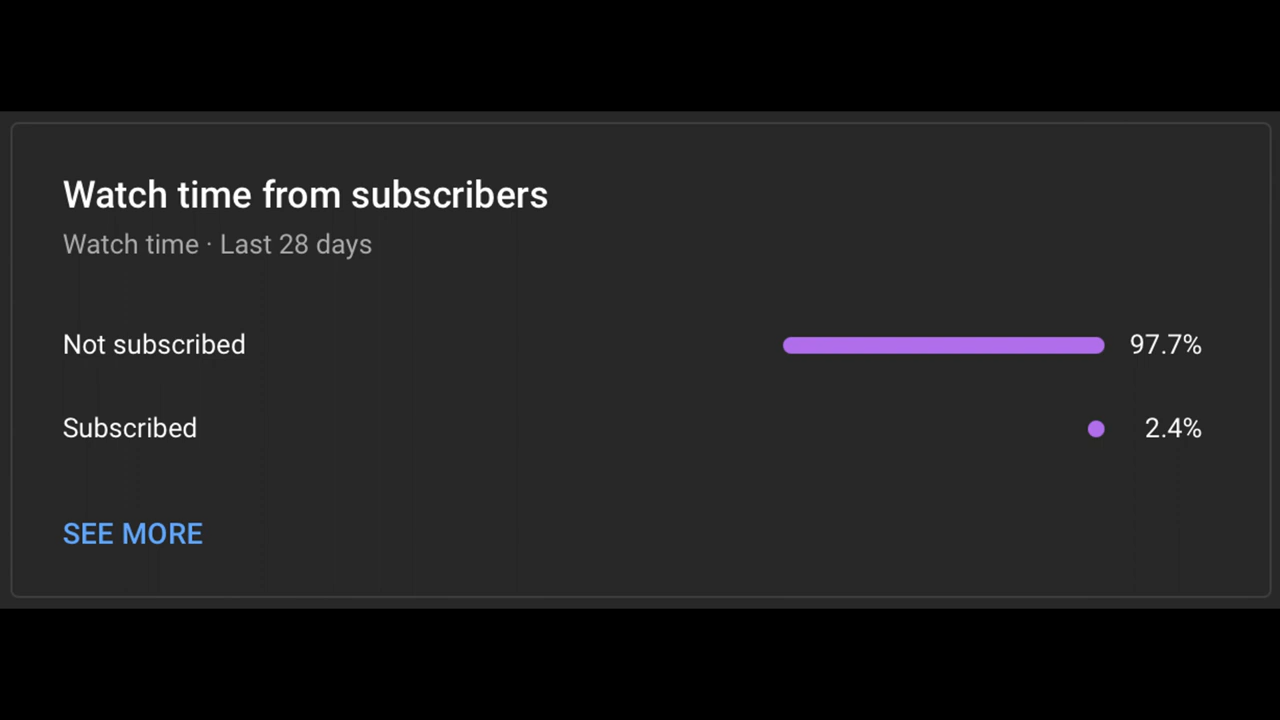 Watch time from subscribers
Watch time · Last 28 days
Not subscribed 97.7%
Subscribed 2.4%
SEE MORE